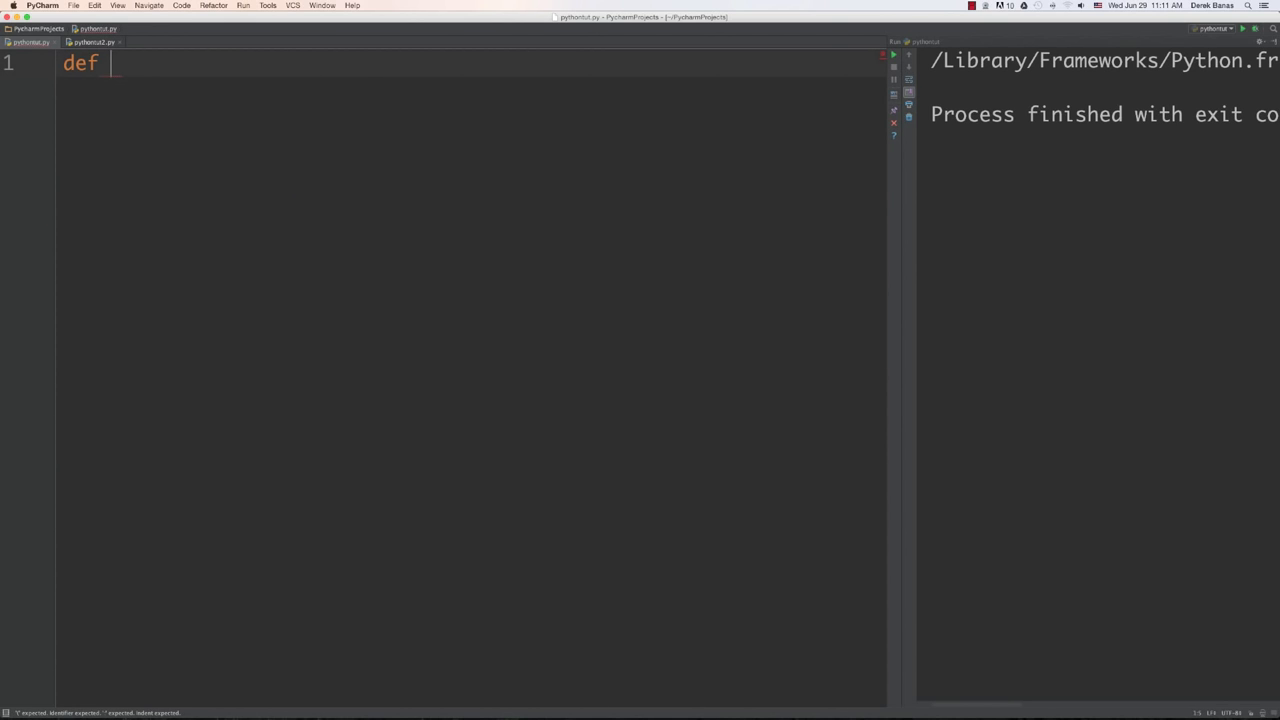 PyCharm File Edit View Navigate Code Refactor Run Tools VCS Window Help 10 Wed Jun 29 11:11 AM Derek Banas
pythontut.py - PycharmProjects - [~/PycharmProjects]
PycharmProjects pythontut.py pythontut
pythontut.py pythontut2.py Run pythontut
1 def
/Library/Frameworks/Python.fr
Process finished with exit co
'(' expected. Identifier expected. ':' expected. Indent expected. 1:5 LF UTF-8